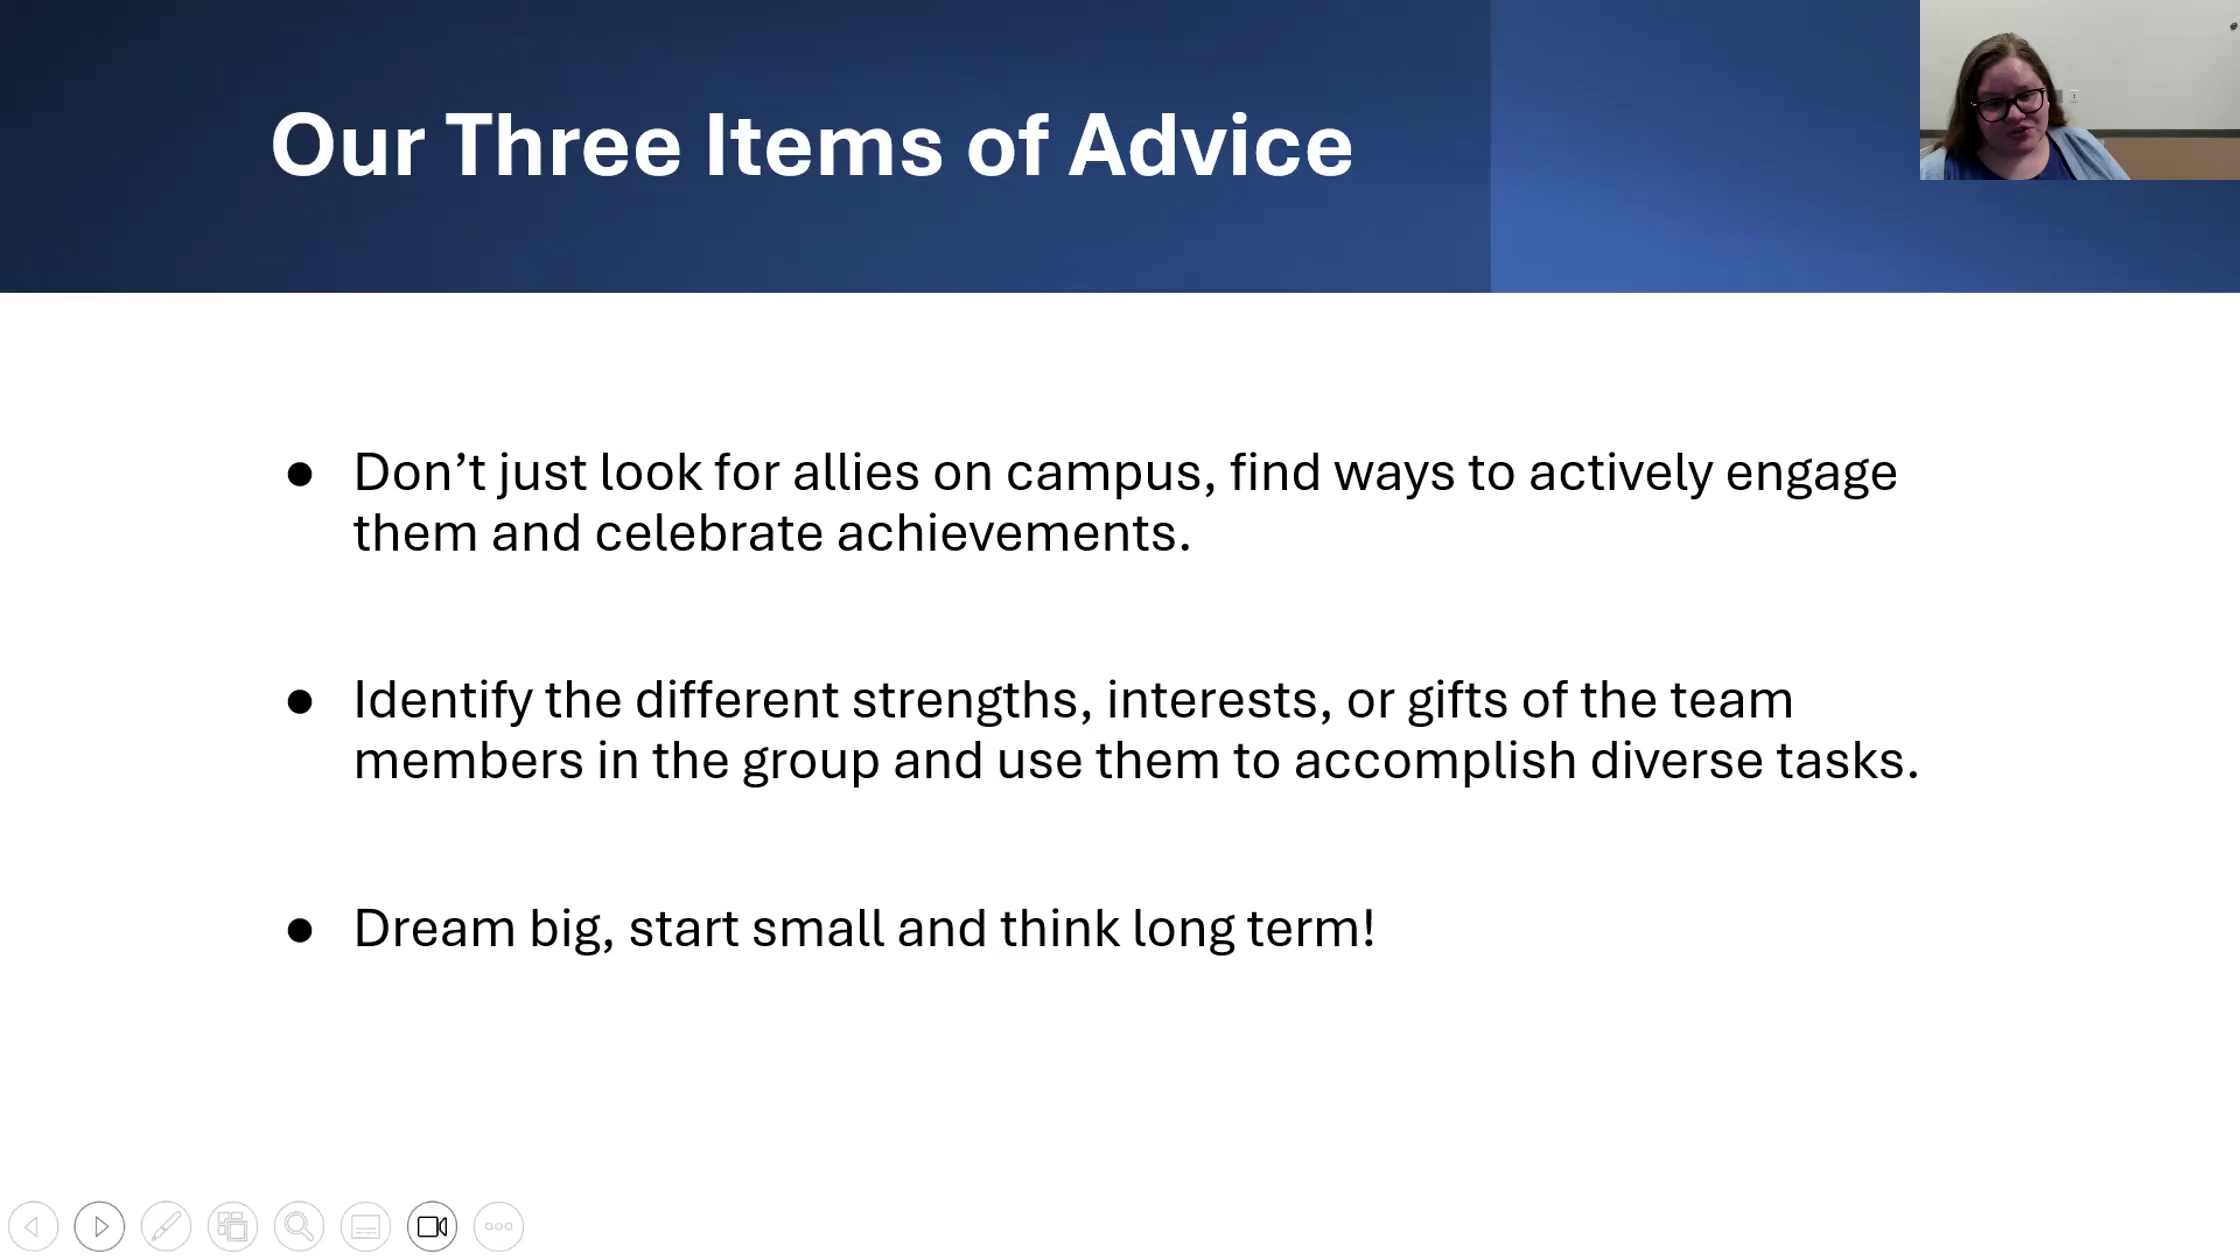 Our Three Items of Advice
● Don’t just look for allies on campus, find ways to actively engage
them and celebrate achievements.
● Identify the different strengths, interests, or gifts of the team
members in the group and use them to accomplish diverse tasks.
● Dream big, start small and think long term!